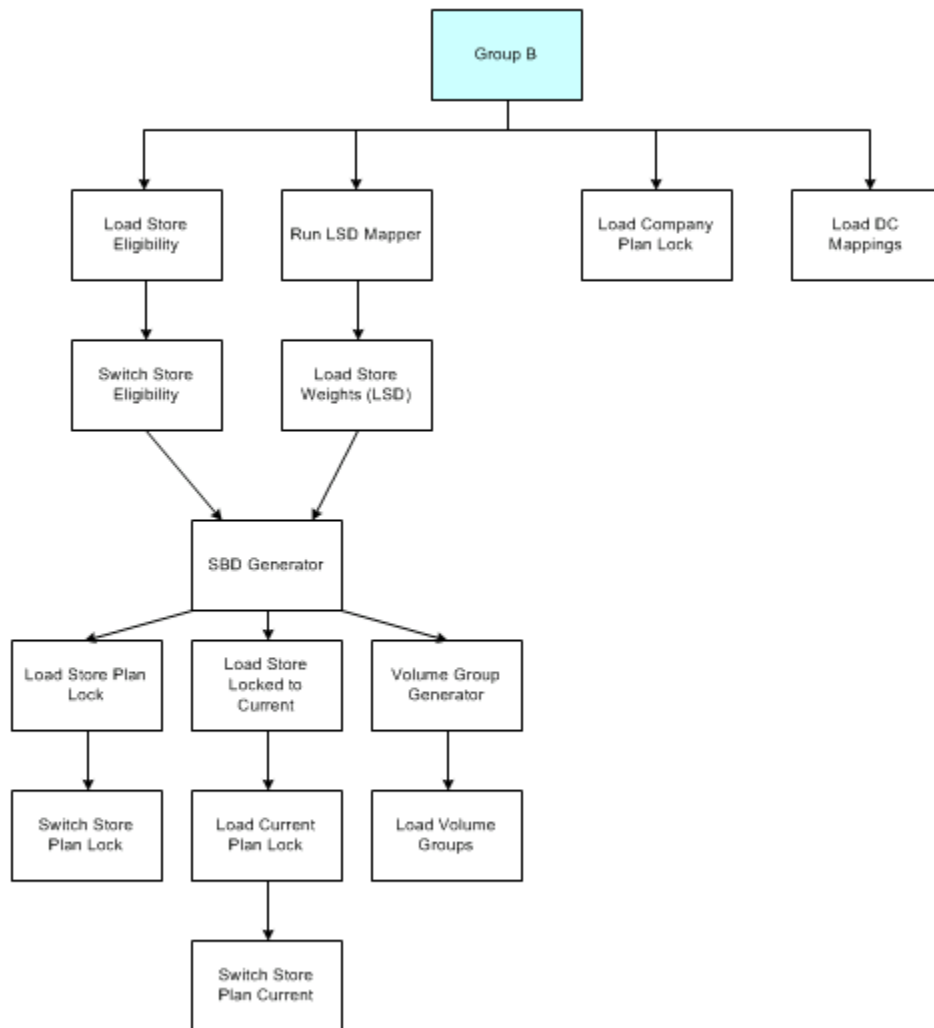 Group B
Load Store
Eligibility
Run LSD Mapper
Load Company
Plan Lock
Load DC
Mappings
Switch Store
Eligibility
Load Store
Weights (LSD)
SBD Generator
Load Store Plan
Lock
Load Store
Locked to
Current
Volume Group
Generator
Switch Store
Plan Lock
Load Current
Plan Lock
Load Volume
Groups
Switch Store
Plan Current